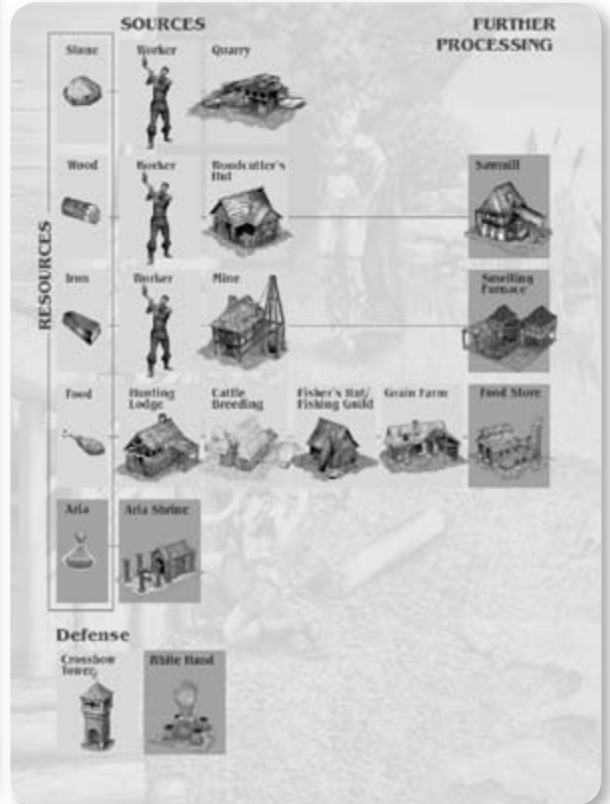 SOURCES
FURTHER
PROCESSING
RESOURCES
Stone
Worker
Quarry
Wood
Worker
Woodcutter's
Hut
Sawmill
Iron
Worker
Mine
Smelting
Furnace
Food
Hunting
Lodge
Cattle
Breeding
Fisher's Hut/
Fishing Guild
Grain Farm
Food Store
Aria
Aria Shrine
Defense
Crossbow
Tower
White Hand